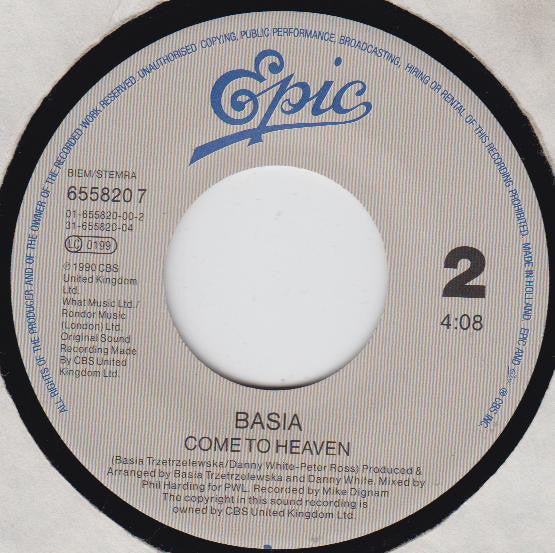 ALL RIGHTS OF THE PRODUCER AND OF THE OWNER OF THE RECORDED WORK RESERVED. UNAUTHORISED COPYING, PUBLIC PERFORMANCE, BROADCASTING, HIRING OR RENTAL OF THIS RECORDING PROHIBITED. MADE IN HOLLAND. EPIC AND ® CBS INC.
Epic
BIEM/STEMRA
655820 7
01-655820-00-2
31-655820-04
LC 0199
℗ 1990 CBS
United Kingdom
Ltd.
What Music Ltd./
Rondor Music
(London) Ltd.
Original Sound
Recording Made
By CBS United
Kingdom Ltd.
2
4:08
BASIA
COME TO HEAVEN
(Basia Trzetrzelewska/Danny White-Peter Ross) Produced &
Arranged by Basia Trzetrzelewska and Danny White. Mixed by
Phil Harding for PWL. Recorded by Mike Dignam
The copyright in this sound recording is
owned by CBS United Kingdom Ltd.